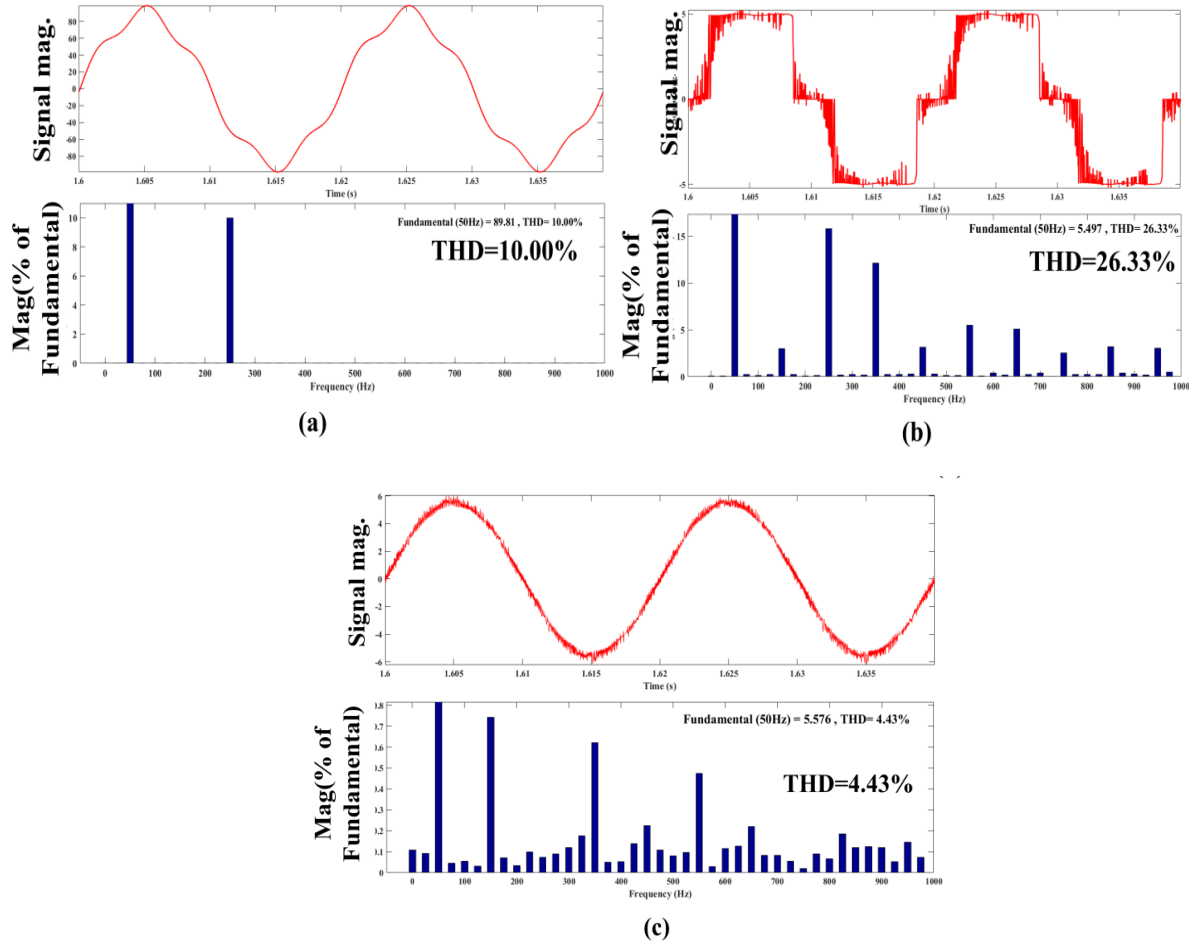 Signal mag.
80
60
40
20
0
-20
-40
-60
-80
1.6 1.605 1.61 1.615 1.62 1.625 1.63 1.635
Time (s)
Mag(% of
Fundamental)
10
8
6
4
2
0
Fundamental (50Hz) = 89.81 , THD= 10.00%
THD=10.00%
0 100 200 300 400 500 600 700 800 900 1000
Frequency (Hz)
(a)
Signal mag.
5
0
-5
1.6 1.605 1.61 1.615 1.62 1.625 1.63 1.635
Time (s)
Mag(% of
Fundamental)
15
10
5
0
Fundamental (50Hz) = 5.497 , THD= 26.33%
THD=26.33%
0 100 200 300 400 500 600 700 800 900 1000
Frequency (Hz)
(b)
Signal mag.
6
4
2
0
-2
-4
-6
1.6 1.605 1.61 1.615 1.62 1.625 1.63 1.635
Time (s)
Mag(% of
Fundamental)
.8
.7
.6
.5
.4
.3
.2
.1
0
Fundamental (50Hz) = 5.576 , THD= 4.43%
THD=4.43%
0 100 200 300 400 500 600 700 800 900 1000
Frequency (Hz)
(c)